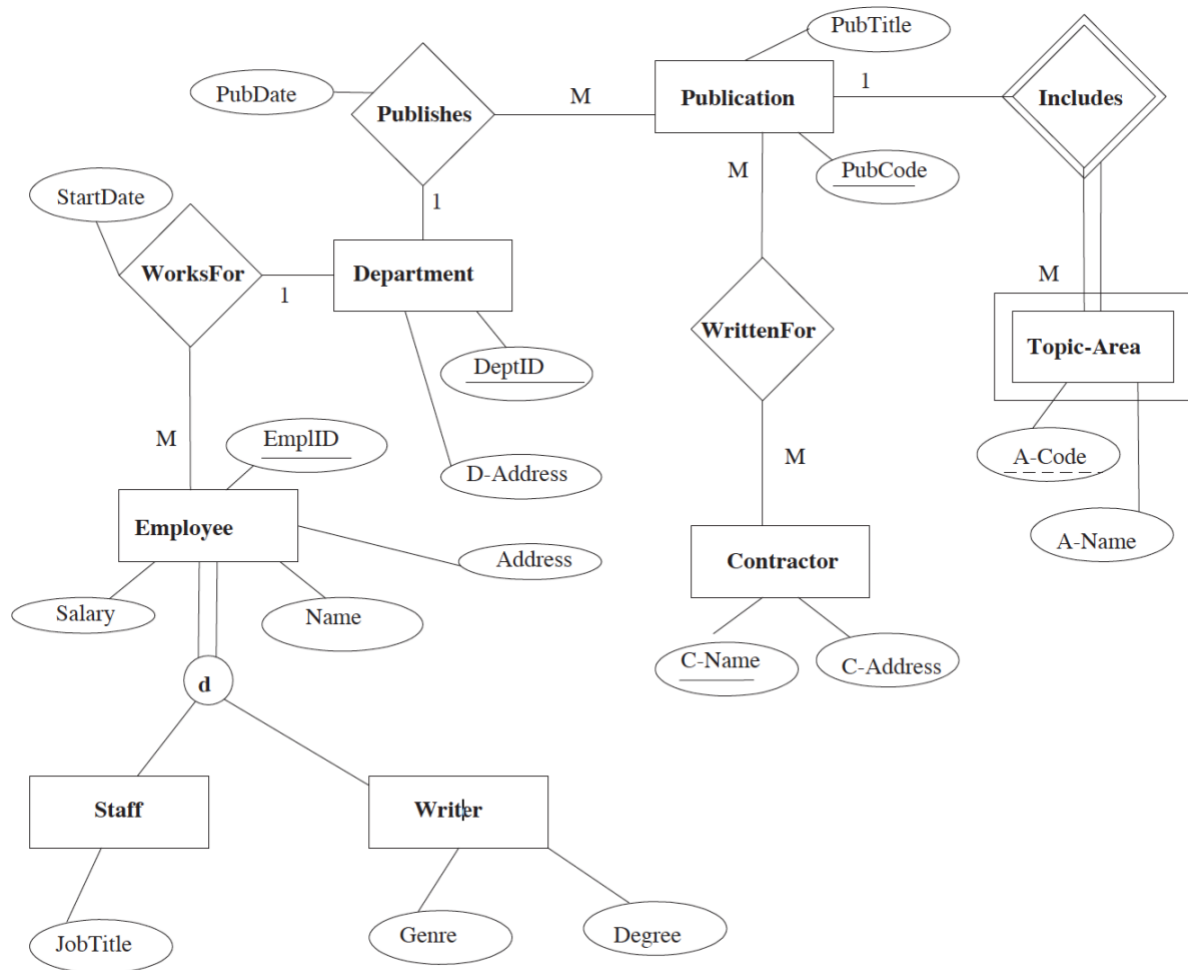 PubTitle
PubDate
Publishes
M
Publication
1
Includes
M
PubCode
StartDate
1
WorksFor
1
Department
WrittenFor
M
Topic-Area
DeptID
M
EmplID
M
A-Code
D-Address
Employee
Address
Contractor
A-Name
Salary
Name
C-Name
C-Address
d
Staff
Writer
JobTitle
Genre
Degree